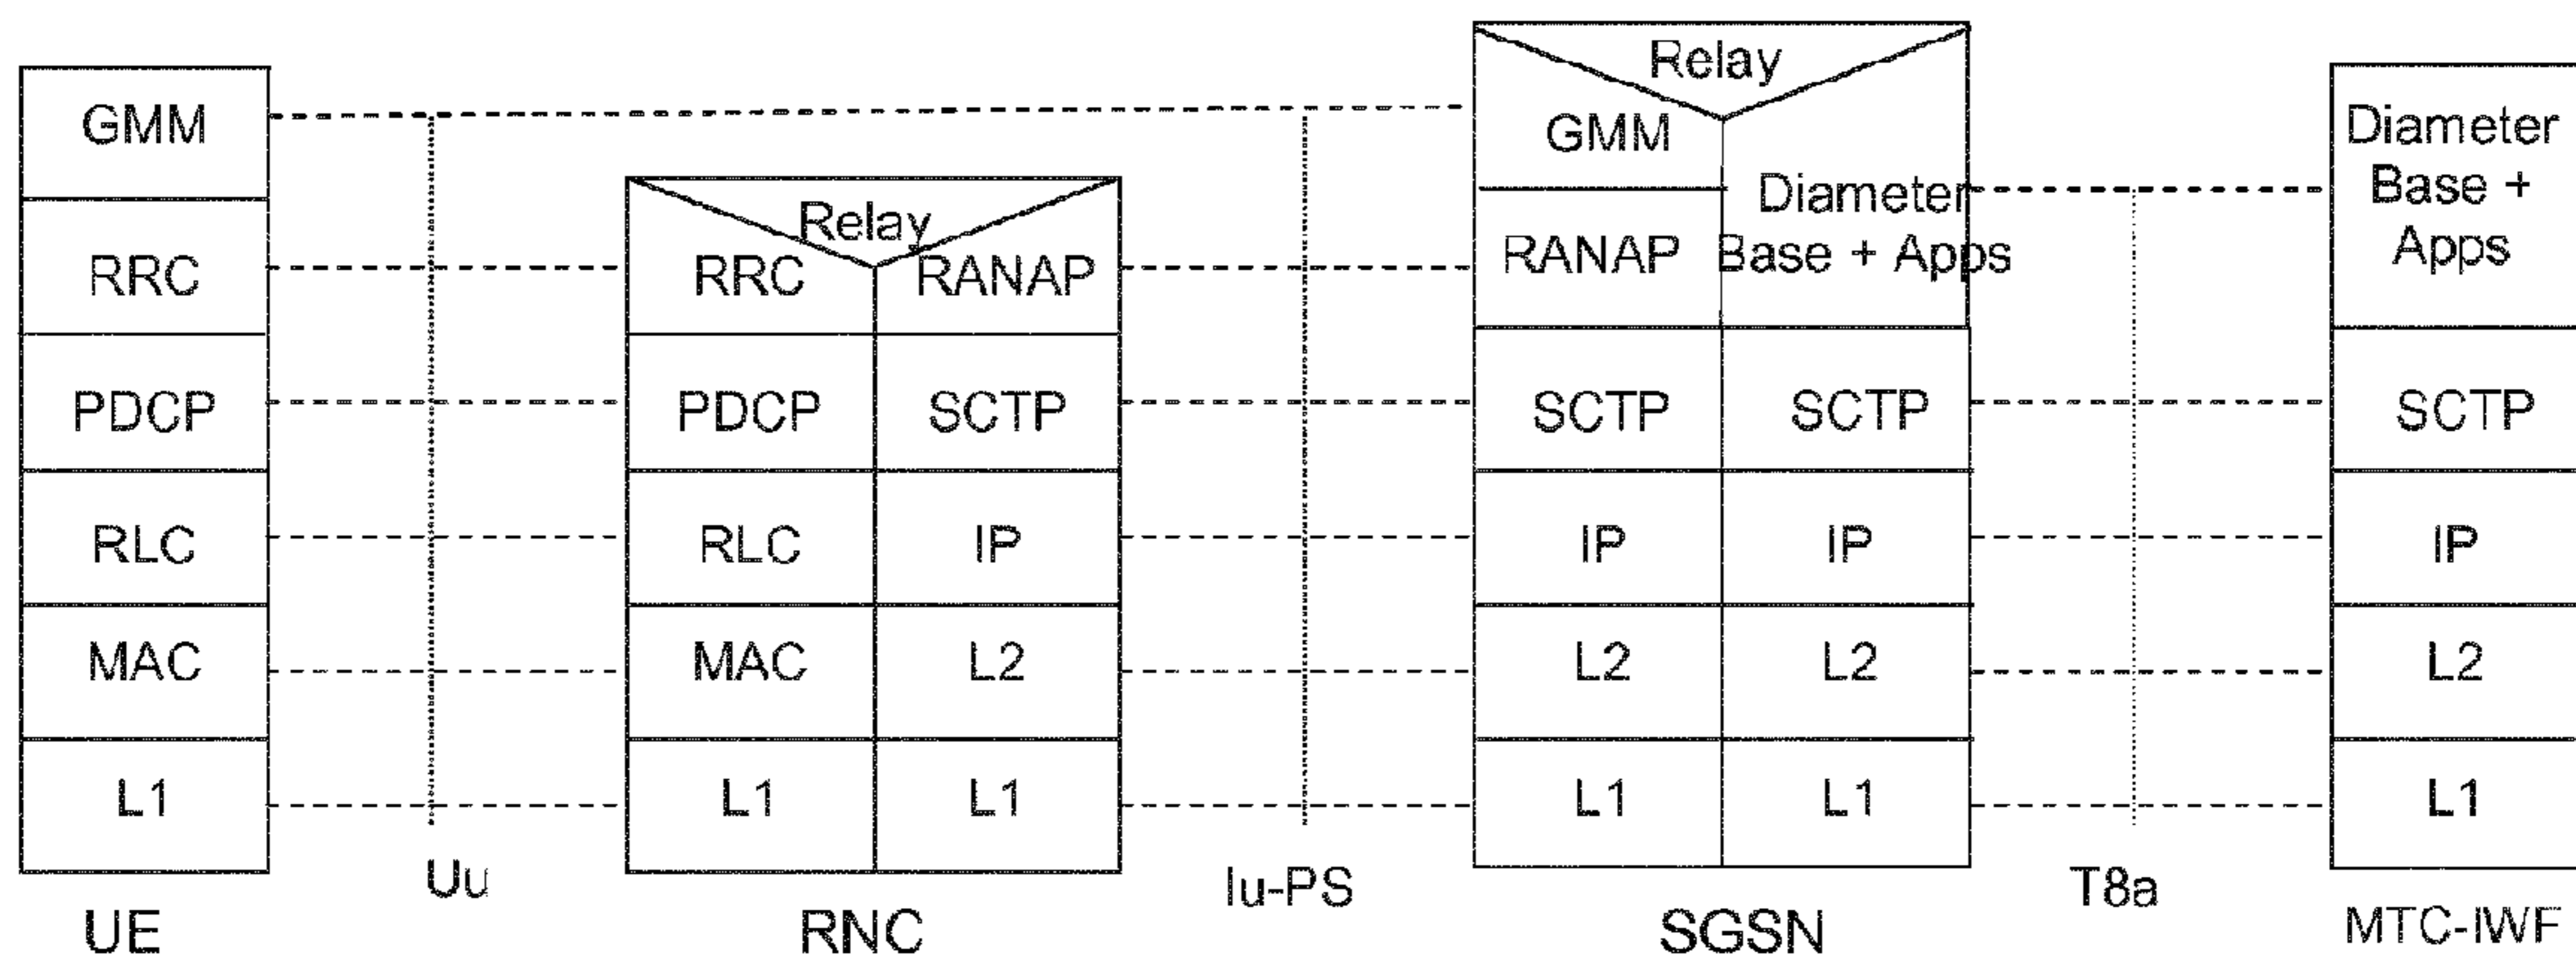 GMM
RRC
PDCP
RLC
MAC
L1
UE
Uu
Relay
RRC
RANAP
PDCP
SCTP
RLC
IP
MAC
L2
L1
L1
RNC
Iu-PS
Relay
GMM
RANAP
Diameter
Base + Apps
SCTP
SCTP
IP
IP
L2
L2
L1
L1
SGSN
T8a
Diameter
Base +
Apps
SCTP
IP
L2
L1
MTC-IWF